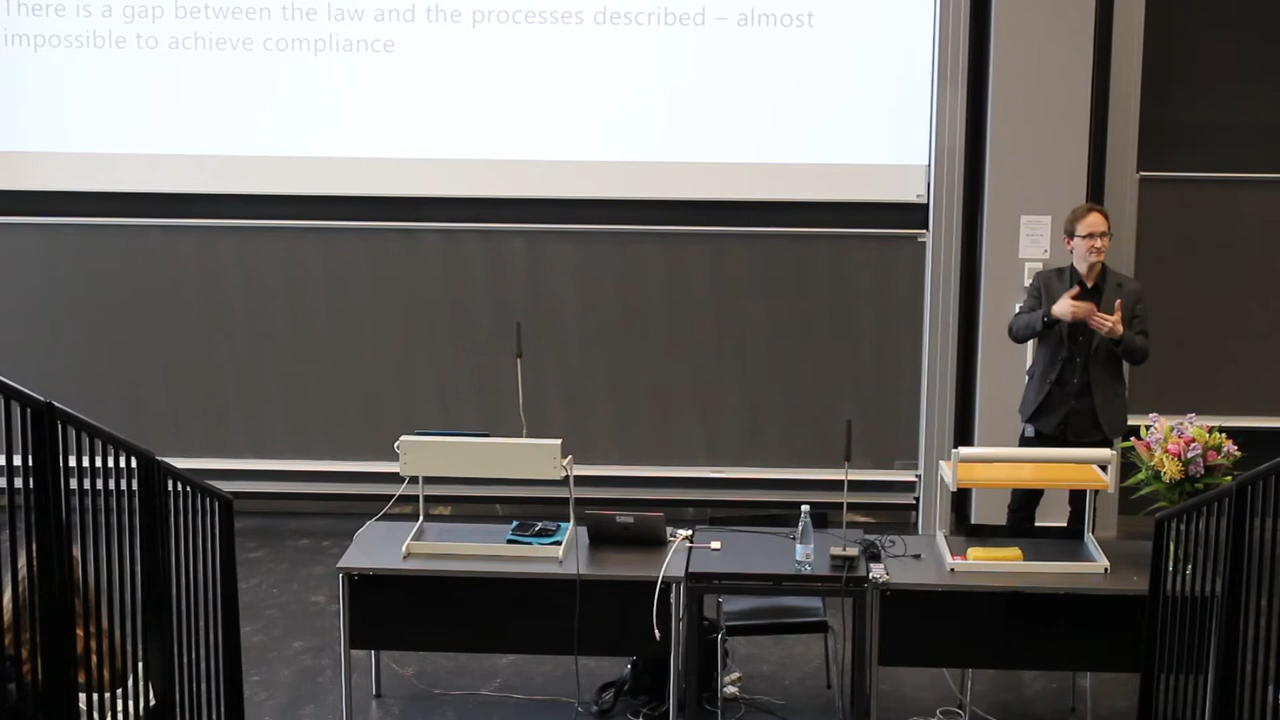 There is a gap between the law and the processes described – almost
impossible to achieve compliance